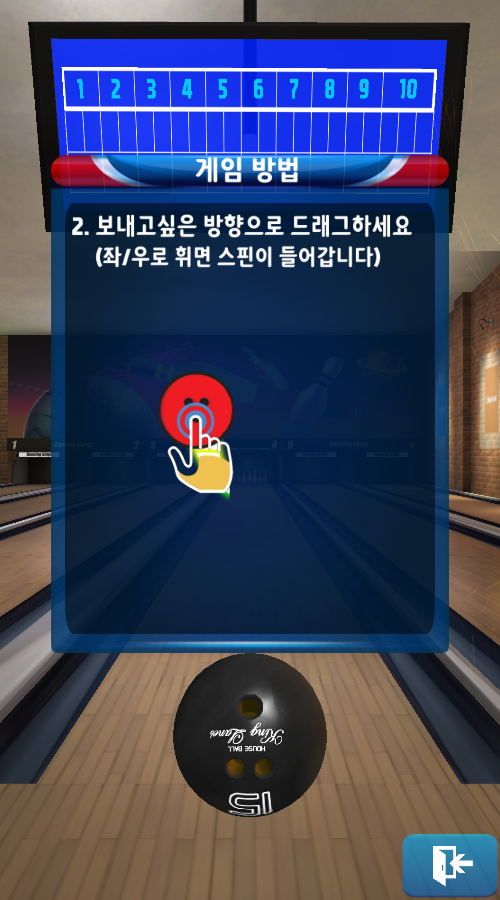 1 2 3 4 5 6 7 8 9 10
게임 방법
2. 보내고싶은 방향으로 드래그하세요
(좌/우로 휘면 스핀이 들어갑니다)
King Lanes
HOUSE BALL
15